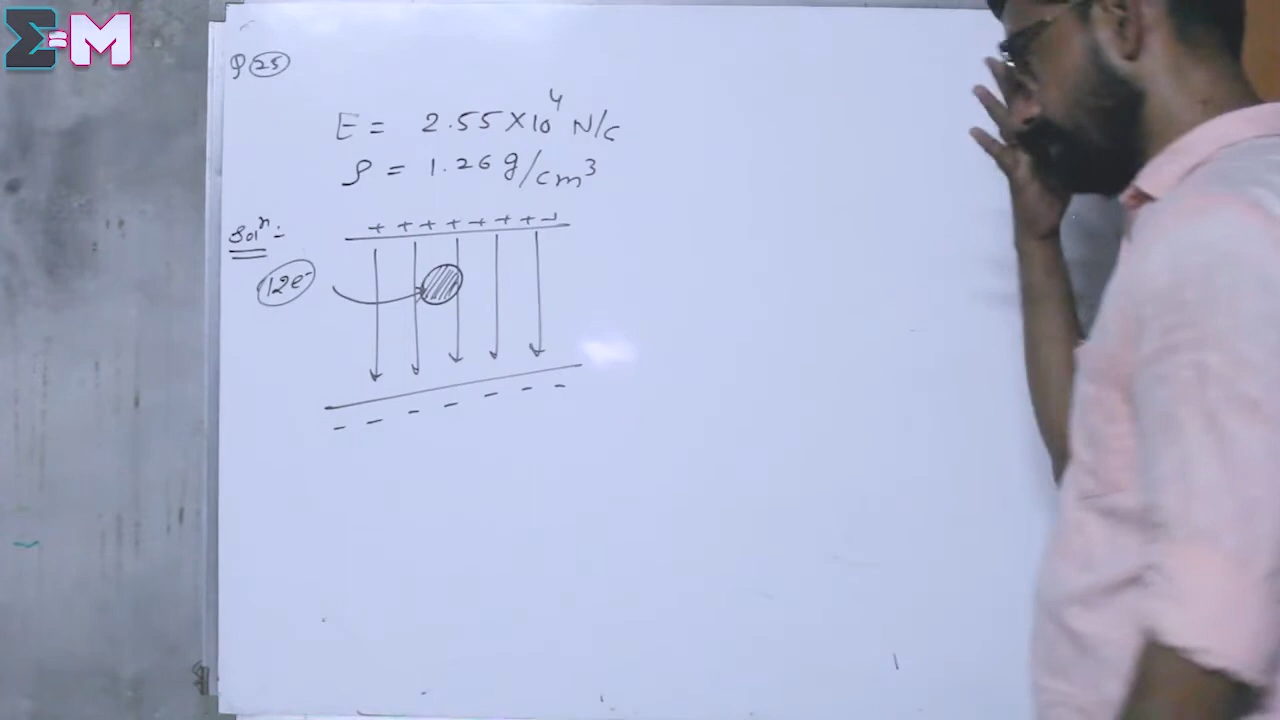 Σ=M
Q 25
E = 2.55 × 10⁴ N/C
ρ = 1.26 g/cm³
+ + + + + + + +
Solⁿ:-
12e⁻
- - - - - - -